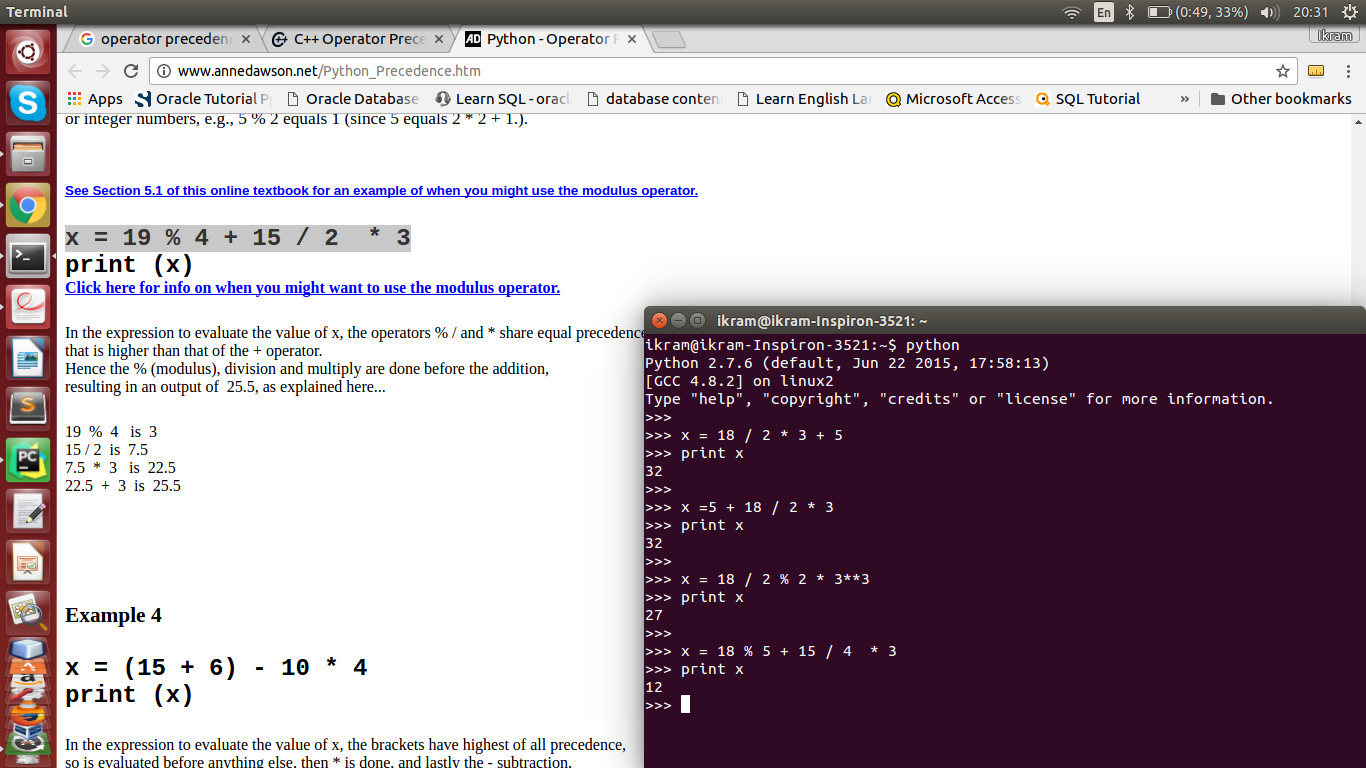 Terminal
En
(0:49, 33%)
20:31
operator preceden
C++ Operator Prece
Python - Operator P
Ikram
www.annedawson.net/Python_Precedence.htm
Apps
Oracle Tutorial P
Oracle Database
Learn SQL - oracl
database conten
Learn English La
Microsoft Access
SQL Tutorial
»
Other bookmarks
or integer numbers, e.g., 5 % 2 equals 1 (since 5 equals 2 * 2 + 1.).
See Section 5.1 of this online textbook for an example of when you might use the modulus operator.
x = 19 % 4 + 15 / 2  * 3
print (x)
Click here for info on when you might want to use the modulus operator.
In the expression to evaluate the value of x, the operators % / and * share equal precedence
that is higher than that of the + operator.
Hence the % (modulus), division and multiply are done before the addition,
resulting in an output of  25.5, as explained here...
19  %  4   is  3
15 / 2  is  7.5
7.5  *  3   is  22.5
22.5  +  3  is  25.5
Example 4
x = (15 + 6) - 10 * 4
print (x)
In the expression to evaluate the value of x, the brackets have highest of all precedence,
so is evaluated before anything else, then * is done, and lastly the - subtraction.
ikram@ikram-Inspiron-3521: ~
ikram@ikram-Inspiron-3521:~$ python
Python 2.7.6 (default, Jun 22 2015, 17:58:13)
[GCC 4.8.2] on linux2
Type "help", "copyright", "credits" or "license" for more information.
>>>
>>> x = 18 / 2 * 3 + 5
>>> print x
32
>>>
>>> x =5 + 18 / 2 * 3
>>> print x
32
>>>
>>> x = 18 / 2 % 2 * 3**3
>>> print x
27
>>>
>>> x = 18 % 5 + 15 / 4  * 3
>>> print x
12
>>>